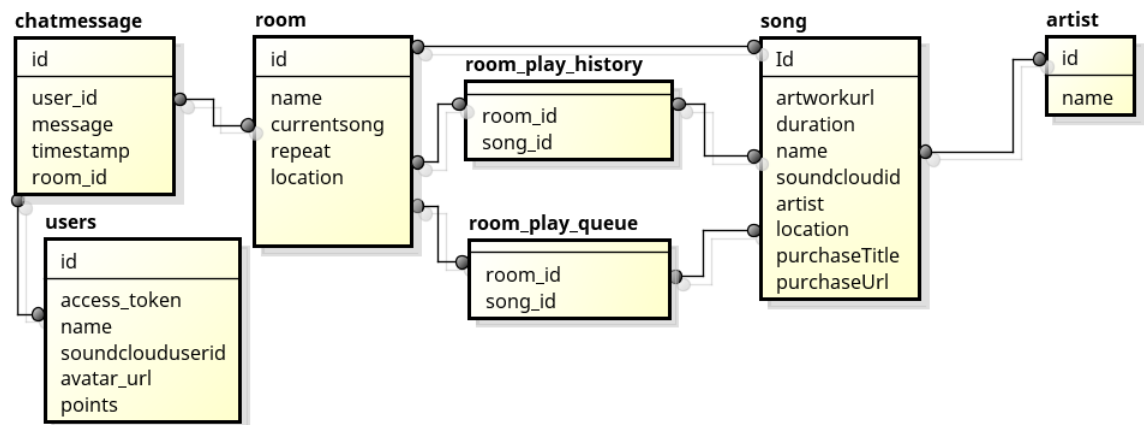 chatmessage
id
user_id
message
timestamp
room_id
users
id
access_token
name
soundclouduserid
avatar_url
points
room
id
name
currentsong
repeat
location
room_play_history
room_id
song_id
room_play_queue
room_id
song_id
song
Id
artworkurl
duration
name
soundcloudid
artist
location
purchaseTitle
purchaseUrl
artist
id
name